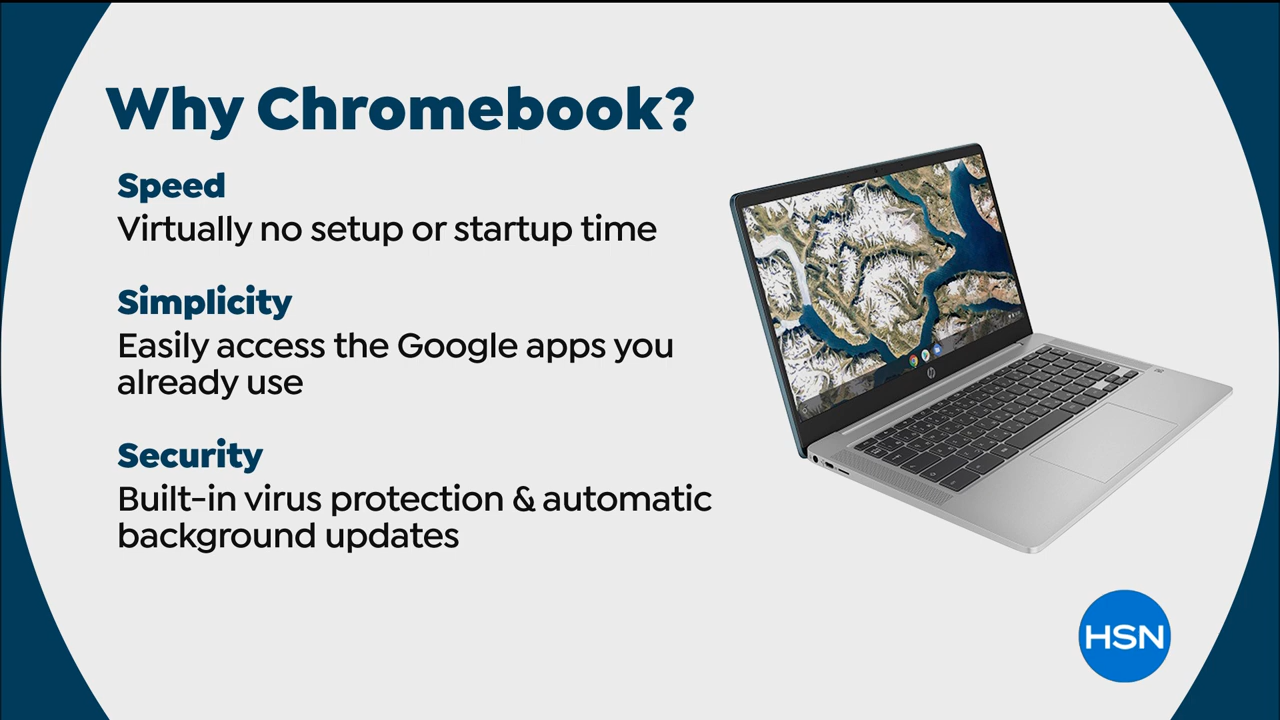 Why Chromebook?
Speed
Virtually no setup or startup time
Simplicity
Easily access the Google apps you
already use
Security
Built-in virus protection & automatic
background updates
hp
HSN